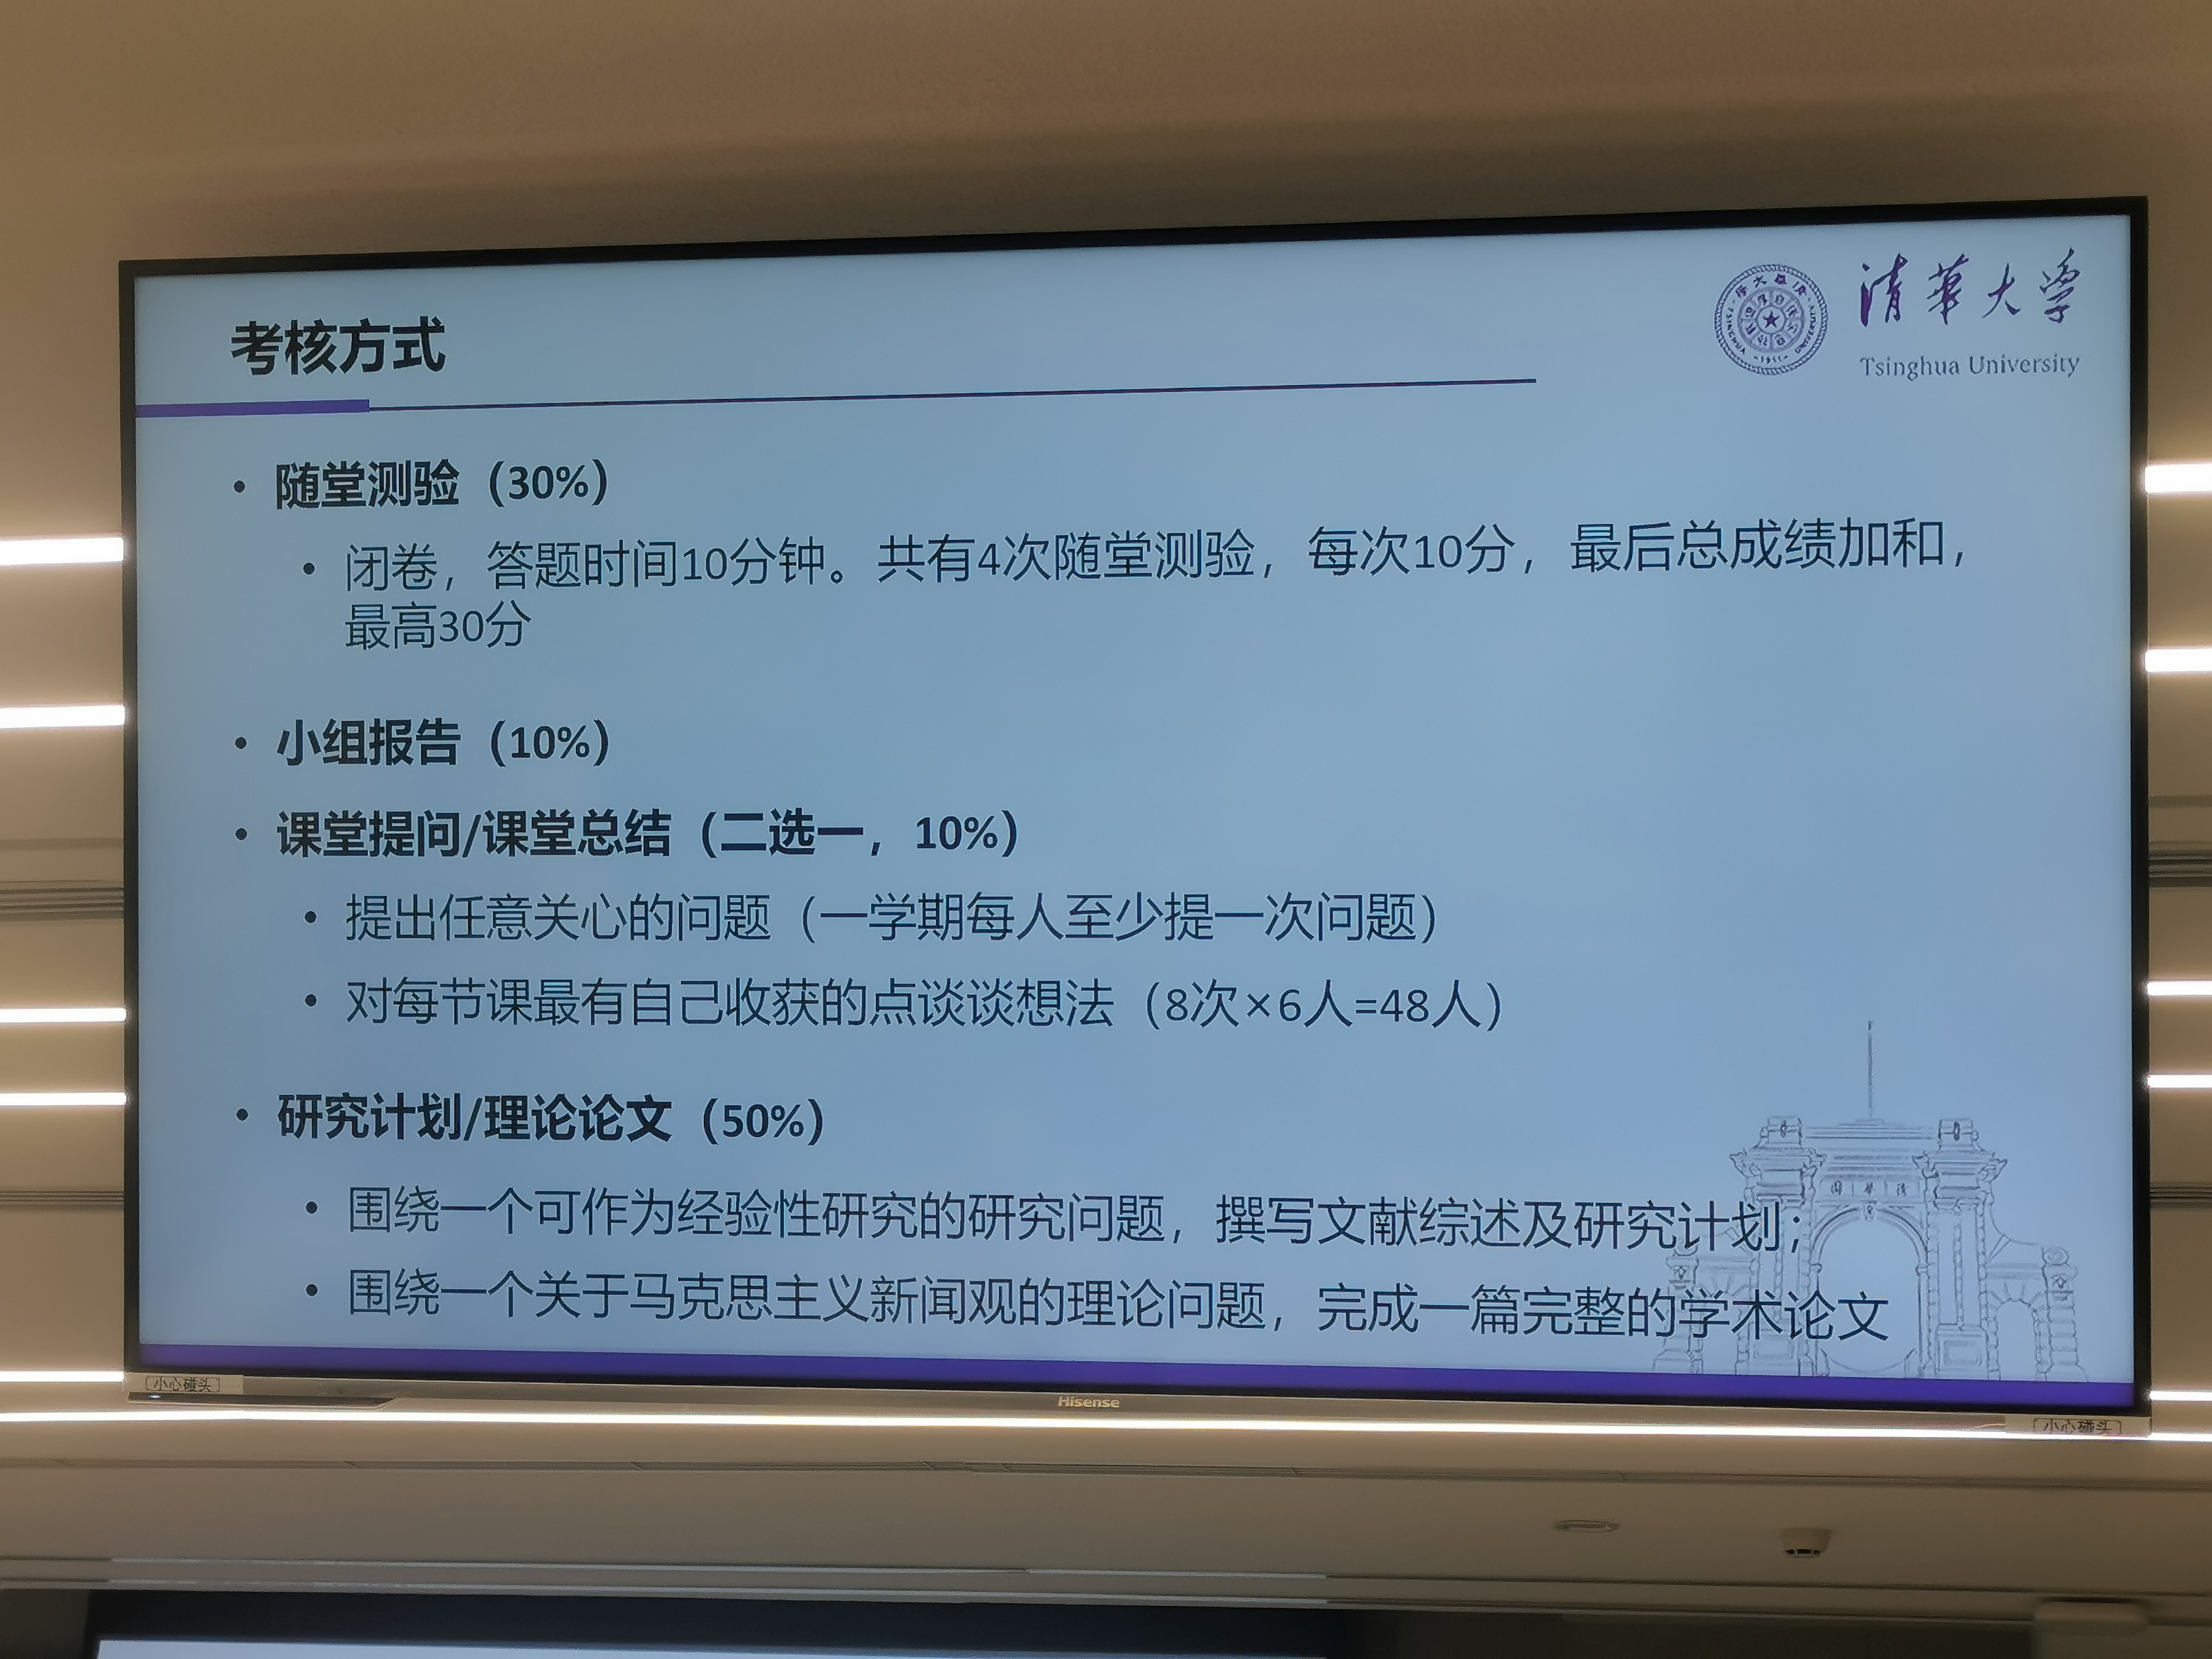 清华大学
Tsinghua University
考核方式
• 随堂测验（30%）
• 闭卷，答题时间10分钟。共有4次随堂测验，每次10分，最后总成绩加和，
最高30分
• 小组报告（10%）
• 课堂提问/课堂总结（二选一，10%）
• 提出任意关心的问题（一学期每人至少提一次问题）
• 对每节课最有自己收获的点谈谈想法（8次×6人=48人）
• 研究计划/理论论文（50%）
• 围绕一个可作为经验性研究的研究问题，撰写文献综述及研究计划；
• 围绕一个关于马克思主义新闻观的理论问题，完成一篇完整的学术论文
小心碰头
Hisense
小心碰头